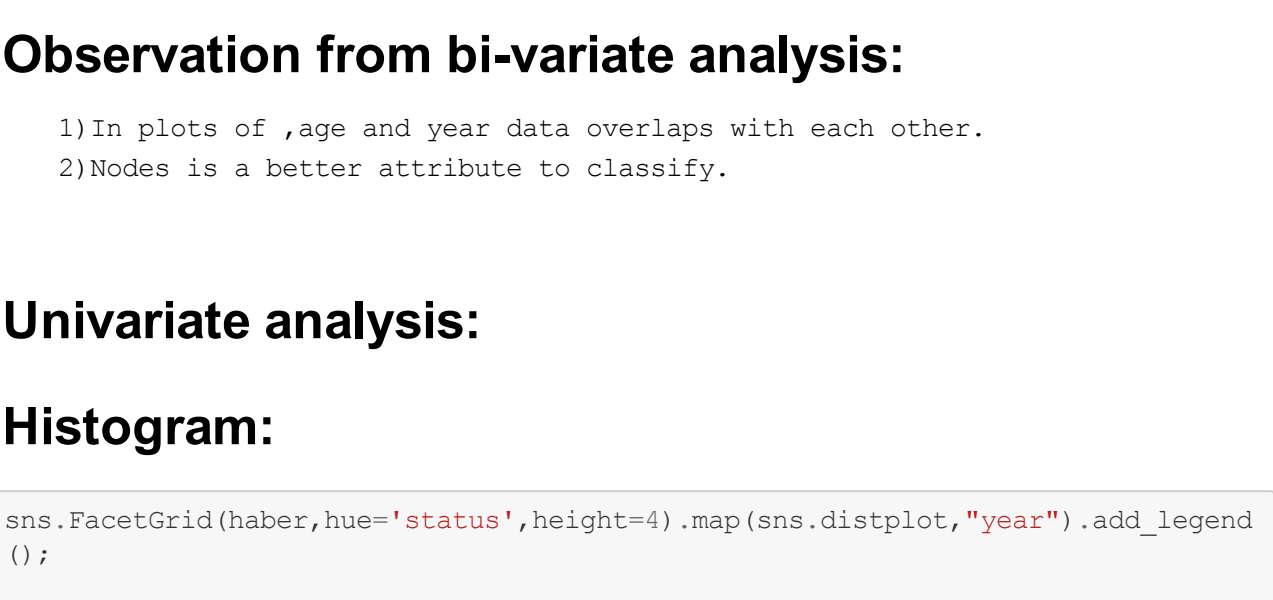 Observation from bi-variate analysis:
1)In plots of ,age and year data overlaps with each other.
2)Nodes is a better attribute to classify.
Univariate analysis:
Histogram:
sns.FacetGrid(haber,hue='status',height=4).map(sns.distplot,"year").add_legend
();